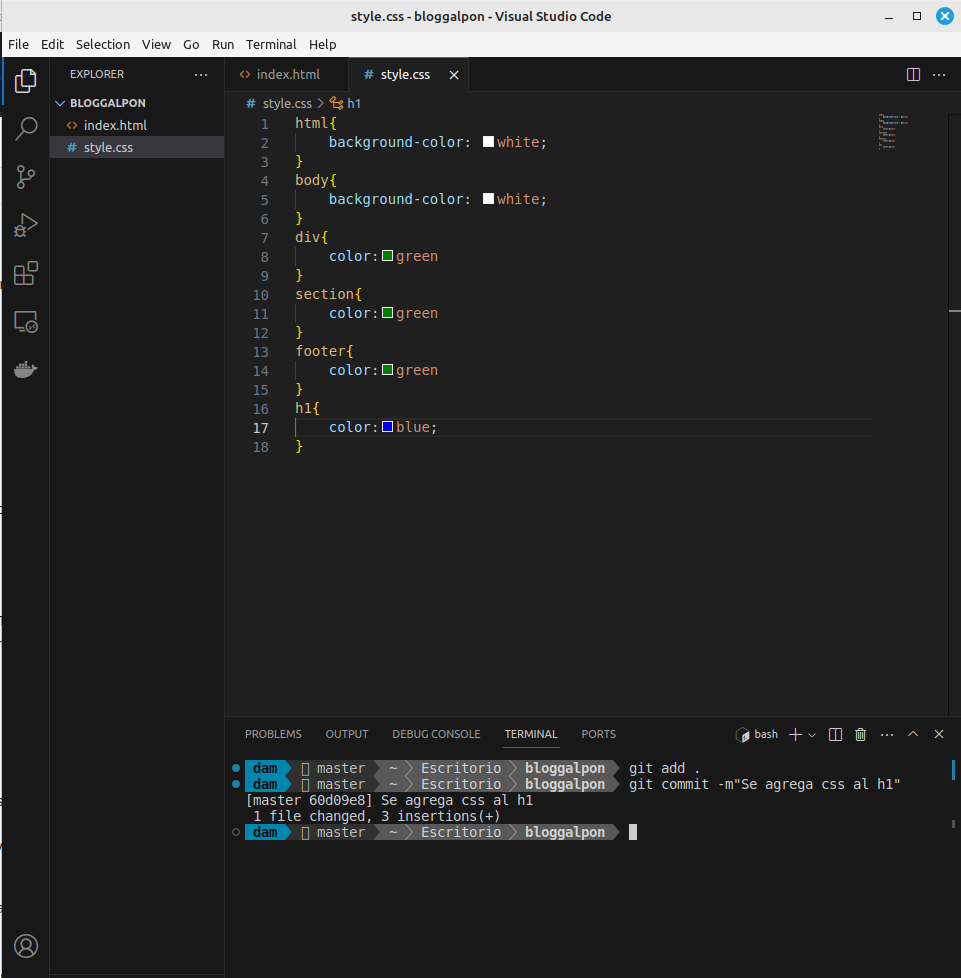 style.css - bloggalpon - Visual Studio Code
File Edit Selection View Go Run Terminal Help
EXPLORER
BLOGGALPON
index.html
style.css
index.html
style.css
style.css > h1
1 html{
2 background-color: white;
3 }
4 body{
5 background-color: white;
6 }
7 div{
8 color:green
9 }
10 section{
11 color:green
12 }
13 footer{
14 color:green
15 }
16 h1{
17 color:blue;
18 }
PROBLEMS OUTPUT DEBUG CONSOLE TERMINAL PORTS
bash
dam master ~ Escritorio bloggalpon git add .
dam master ~ Escritorio bloggalpon git commit -m"Se agrega css al h1"
[master 60d09e8] Se agrega css al h1
1 file changed, 3 insertions(+)
dam master ~ Escritorio bloggalpon